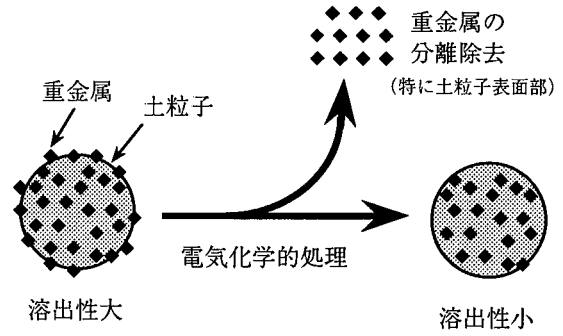 重金属の
分離除去
(特に土粒子表面部)
重金属
土粒子
電気化学的処理
溶出性大
溶出性小